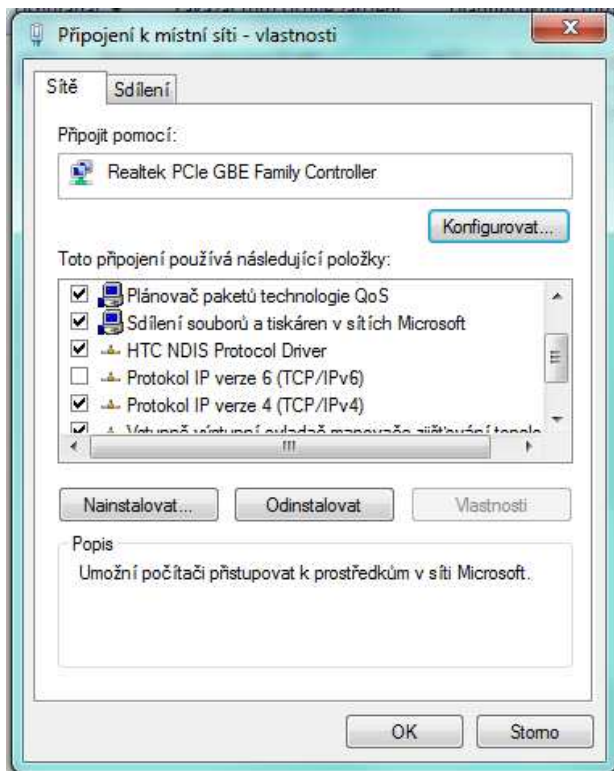 Připojení k místní síti - vlastnosti
Sítě
Sdílení
Připojit pomocí:
Realtek PCIe GBE Family Controller
Konfigurovat...
Toto připojení používá následující položky:
Plánovač paketů technologie QoS
Sdílení souborů a tiskáren v sítích Microsoft
HTC NDIS Protocol Driver
Protokol IP verze 6 (TCP/IPv6)
Protokol IP verze 4 (TCP/IPv4)
Nainstalovat...
Odinstalovat
Vlastnosti
Popis
Umožní počítači přistupovat k prostředkům v síti Microsoft.
OK
Storno